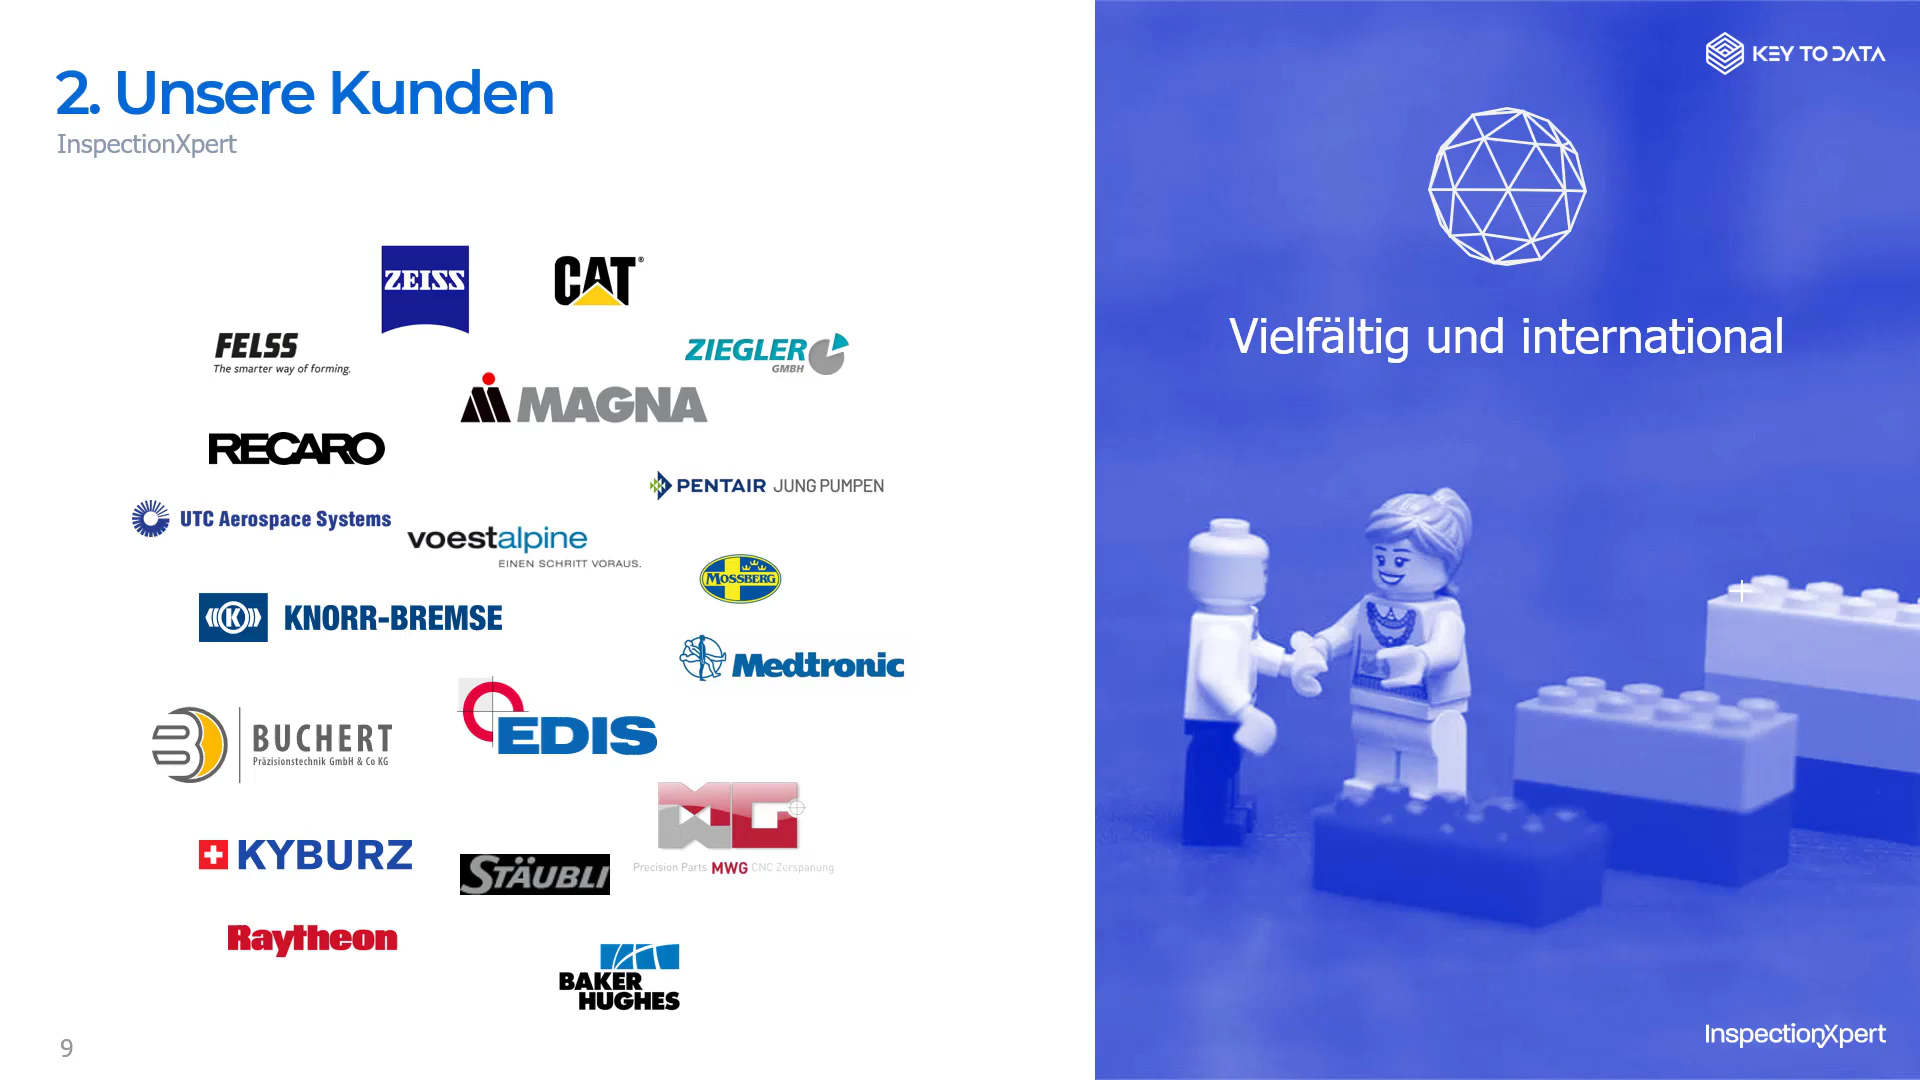 2. Unsere Kunden
InspectionXpert
ZEISS
CAT®
FELSS
The smarter way of forming.
ZIEGLER
GMBH
MAGNA
RECARO
PENTAIR JUNG PUMPEN
UTC Aerospace Systems
voestalpine
EINEN SCHRITT VORAUS.
MOSSBERG
K KNORR-BREMSE
Medtronic
EDIS
BUCHERT
Präzisionstechnik GmbH & Co KG
KYBURZ
STÄUBLI
Precision Parts MWG CNC Zerspanung
Raytheon
BAKER
HUGHES
9
KEY TO DATA
Vielfältig und international
InspectionXpert